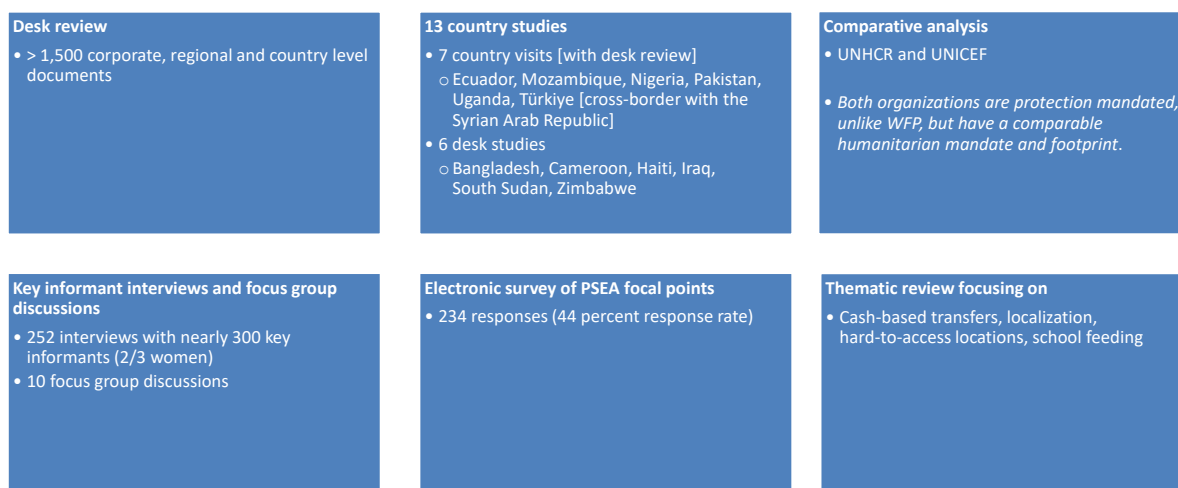 Desk review
• > 1,500 corporate, regional and country level
documents
13 country studies
• 7 country visits [with desk review]
o Ecuador, Mozambique, Nigeria, Pakistan,
Uganda, Türkiye [cross-border with the
Syrian Arab Republic]
• 6 desk studies
o Bangladesh, Cameroon, Haiti, Iraq,
South Sudan, Zimbabwe
Comparative analysis
• UNHCR and UNICEF
• Both organizations are protection mandated,
unlike WFP, but have a comparable
humanitarian mandate and footprint.
Key informant interviews and focus group
discussions
• 252 interviews with nearly 300 key
informants (2/3 women)
• 10 focus group discussions
Electronic survey of PSEA focal points
• 234 responses (44 percent response rate)
Thematic review focusing on
• Cash-based transfers, localization,
hard-to-access locations, school feeding